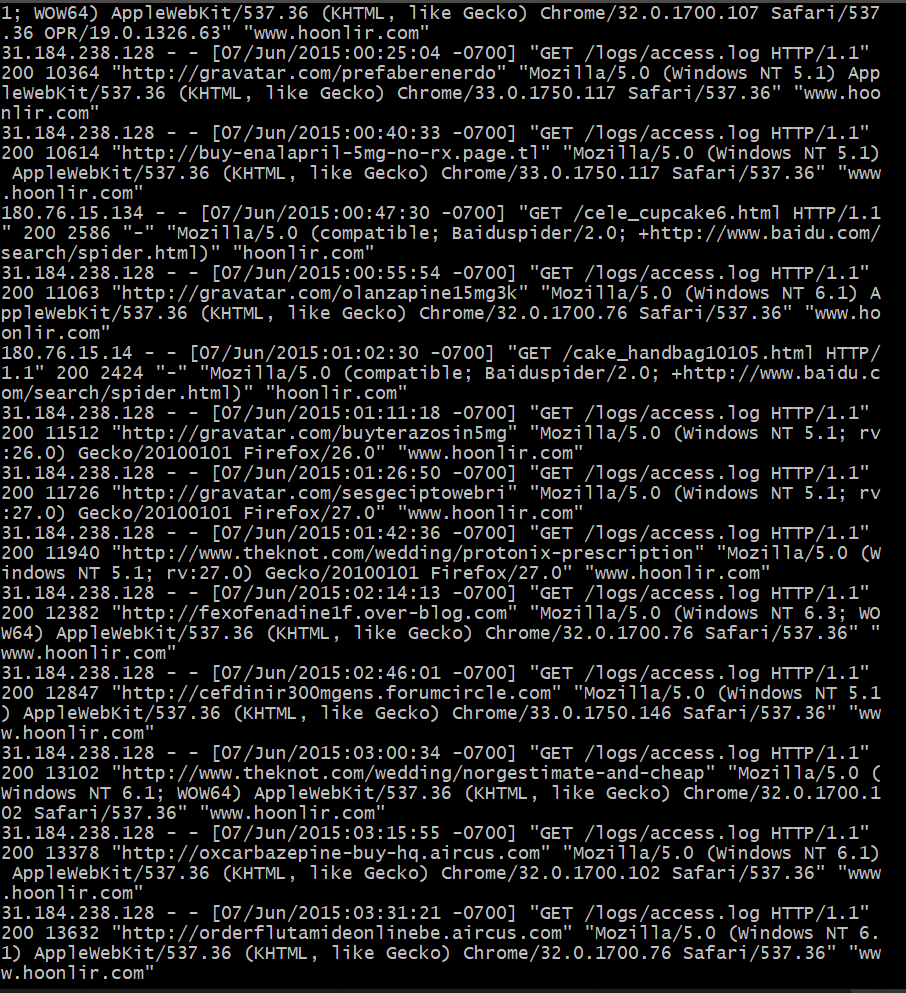 1; WOW64) AppleWebKit/537.36 (KHTML, like Gecko) Chrome/32.0.1700.107 Safari/537
.36 OPR/19.0.1326.63" "www.hoonlir.com"
31.184.238.128 - - [07/Jun/2015:00:25:04 -0700] "GET /logs/access.log HTTP/1.1"
200 10364 "http://gravatar.com/prefaberenerdo" "Mozilla/5.0 (Windows NT 5.1) App
leWebKit/537.36 (KHTML, like Gecko) Chrome/33.0.1750.117 Safari/537.36" "www.hoo
nlir.com"
31.184.238.128 - - [07/Jun/2015:00:40:33 -0700] "GET /logs/access.log HTTP/1.1"
200 10614 "http://buy-enalapril-5mg-no-rx.page.tl" "Mozilla/5.0 (Windows NT 5.1)
 AppleWebKit/537.36 (KHTML, like Gecko) Chrome/33.0.1750.117 Safari/537.36" "www
.hoonlir.com"
180.76.15.134 - - [07/Jun/2015:00:47:30 -0700] "GET /cele_cupcake6.html HTTP/1.1
" 200 2586 "-" "Mozilla/5.0 (compatible; Baiduspider/2.0; +http://www.baidu.com/
search/spider.html)" "hoonlir.com"
31.184.238.128 - - [07/Jun/2015:00:55:54 -0700] "GET /logs/access.log HTTP/1.1"
200 11063 "http://gravatar.com/olanzapine15mg3k" "Mozilla/5.0 (Windows NT 6.1) A
ppleWebKit/537.36 (KHTML, like Gecko) Chrome/32.0.1700.76 Safari/537.36" "www.ho
onlir.com"
180.76.15.14 - - [07/Jun/2015:01:02:30 -0700] "GET /cake_handbag10105.html HTTP/
1.1" 200 2424 "-" "Mozilla/5.0 (compatible; Baiduspider/2.0; +http://www.baidu.c
om/search/spider.html)" "hoonlir.com"
31.184.238.128 - - [07/Jun/2015:01:11:18 -0700] "GET /logs/access.log HTTP/1.1"
200 11512 "http://gravatar.com/buyterazosin5mg" "Mozilla/5.0 (Windows NT 5.1; rv
:26.0) Gecko/20100101 Firefox/26.0" "www.hoonlir.com"
31.184.238.128 - - [07/Jun/2015:01:26:50 -0700] "GET /logs/access.log HTTP/1.1"
200 11726 "http://gravatar.com/sesgeciptowebri" "Mozilla/5.0 (Windows NT 5.1; rv
:27.0) Gecko/20100101 Firefox/27.0" "www.hoonlir.com"
31.184.238.128 - - [07/Jun/2015:01:42:36 -0700] "GET /logs/access.log HTTP/1.1"
200 11940 "http://www.theknot.com/wedding/protonix-prescription" "Mozilla/5.0 (W
indows NT 5.1; rv:27.0) Gecko/20100101 Firefox/27.0" "www.hoonlir.com"
31.184.238.128 - - [07/Jun/2015:02:14:13 -0700] "GET /logs/access.log HTTP/1.1"
200 12382 "http://fexofenadine1f.over-blog.com" "Mozilla/5.0 (Windows NT 6.3; WO
W64) AppleWebKit/537.36 (KHTML, like Gecko) Chrome/32.0.1700.76 Safari/537.36" "
www.hoonlir.com"
31.184.238.128 - - [07/Jun/2015:02:46:01 -0700] "GET /logs/access.log HTTP/1.1"
200 12847 "http://cefdinir300mgens.forumcircle.com" "Mozilla/5.0 (Windows NT 5.1
) AppleWebKit/537.36 (KHTML, like Gecko) Chrome/33.0.1750.146 Safari/537.36" "ww
w.hoonlir.com"
31.184.238.128 - - [07/Jun/2015:03:00:34 -0700] "GET /logs/access.log HTTP/1.1"
200 13102 "http://www.theknot.com/wedding/norgestimate-and-cheap" "Mozilla/5.0 (
Windows NT 6.1; WOW64) AppleWebKit/537.36 (KHTML, like Gecko) Chrome/32.0.1700.1
02 Safari/537.36" "www.hoonlir.com"
31.184.238.128 - - [07/Jun/2015:03:15:55 -0700] "GET /logs/access.log HTTP/1.1"
200 13378 "http://oxcarbazepine-buy-hq.aircus.com" "Mozilla/5.0 (Windows NT 6.1)
 AppleWebKit/537.36 (KHTML, like Gecko) Chrome/32.0.1700.102 Safari/537.36" "www
.hoonlir.com"
31.184.238.128 - - [07/Jun/2015:03:31:21 -0700] "GET /logs/access.log HTTP/1.1"
200 13632 "http://orderflutamideonlinebe.aircus.com" "Mozilla/5.0 (Windows NT 6.
1) AppleWebKit/537.36 (KHTML, like Gecko) Chrome/32.0.1700.76 Safari/537.36" "ww
w.hoonlir.com"